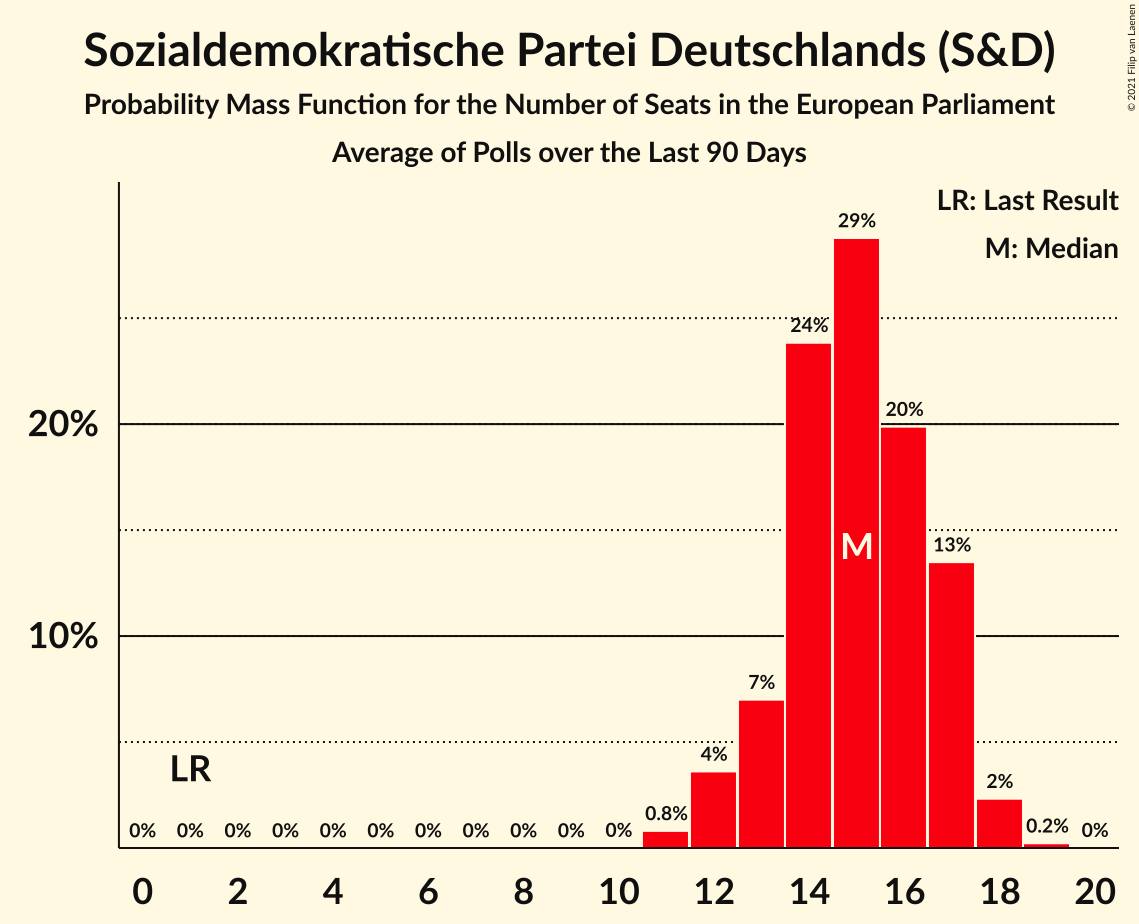 Sozialdemokratische Partei Deutschlands (S&D)
Probability Mass Function for the Number of Seats in the European Parliament
Average of Polls over the Last 90 Days
© 2021 Filip van Laenen
LR: Last Result
M: Median
29%
24%
20%
20%
M
13%
10%
7%
4%
LR
2%
0% 0% 0% 0% 0% 0% 0% 0% 0% 0% 0% 0.8% 0.2% 0%
0 2 4 6 8 10 12 14 16 18 20